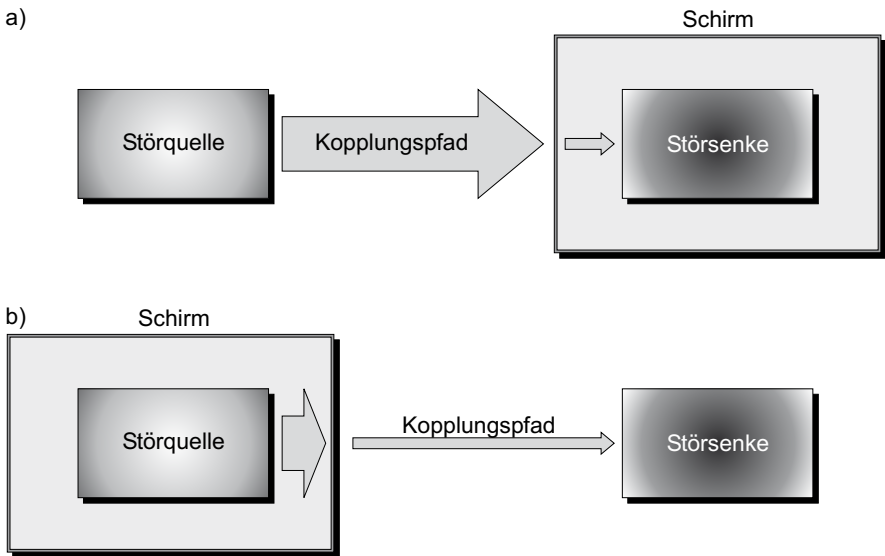 a)
Schirm
Störquelle
Kopplungspfad
Störsenke
b)
Schirm
Störquelle
Kopplungspfad
Störsenke